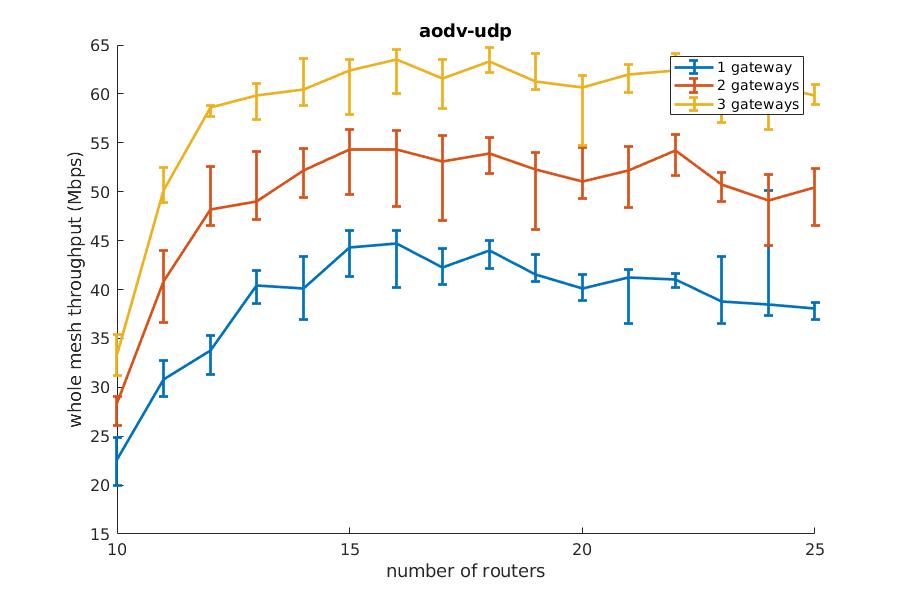 aodv-udp
1 gateway
2 gateways
3 gateways
65
60
55
50
45
40
35
30
25
20
15
whole mesh throughput (Mbps)
10
15
20
25
number of routers